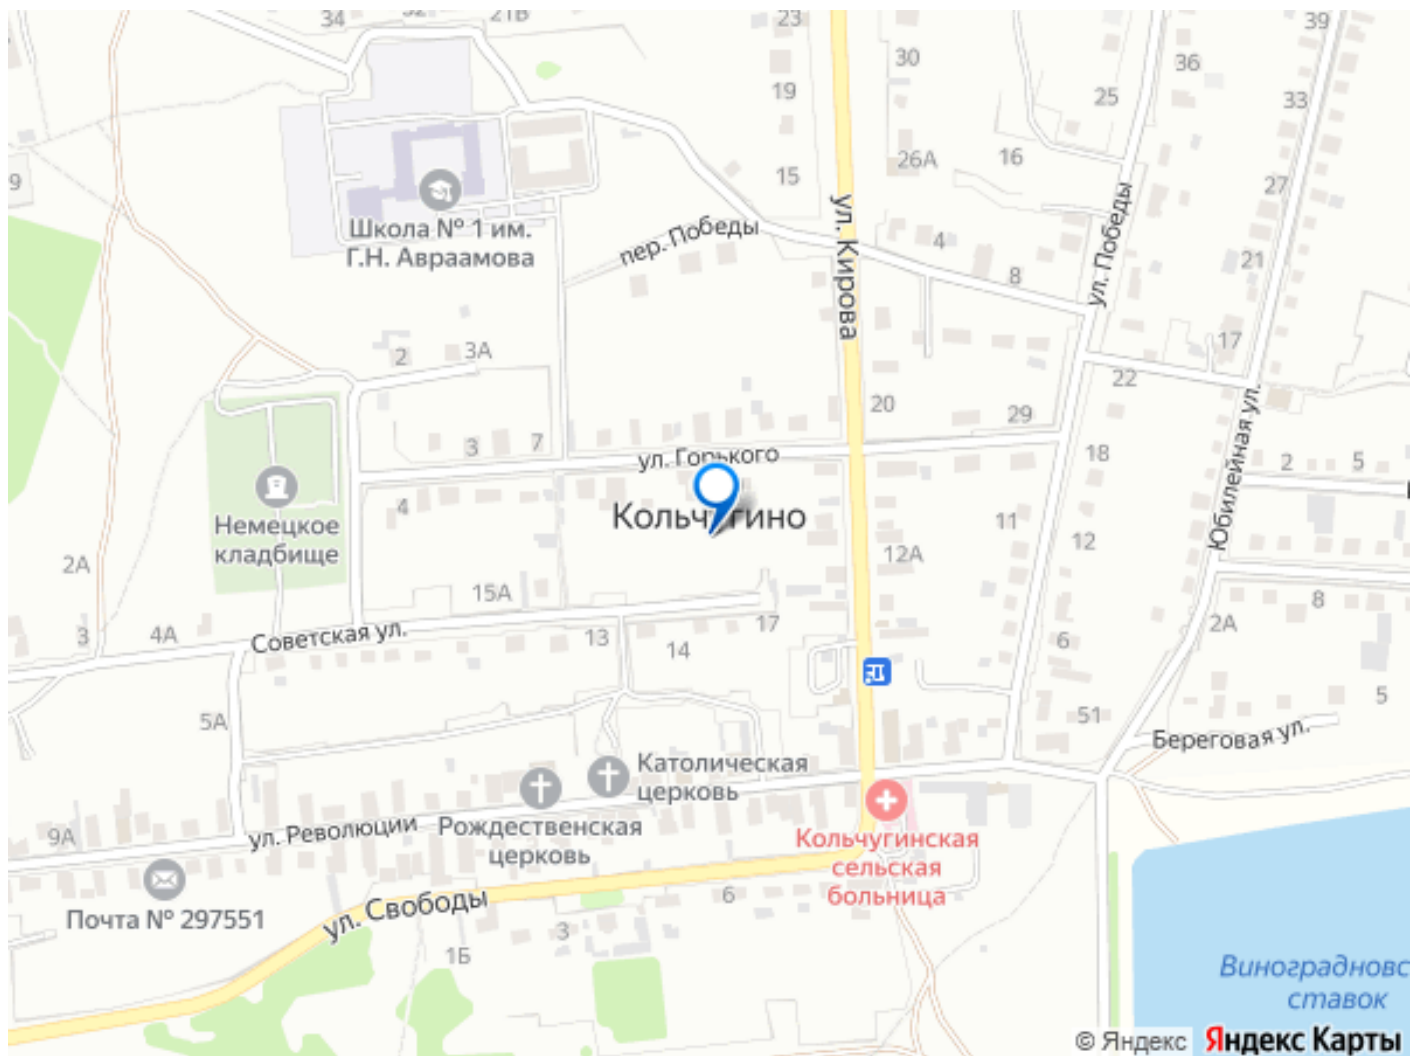 34
21В
23
39
30
36
19
25
33
26А
16
15
9
27
Школа № 1 им.
Г.Н. Авраамова
пер. Победы
ул. Кирова
4
8
ул. Победы
21
2
3А
17
22
20
29
3
7
ул. Горького
18
2
5
4
Кольчугино
Немецкое
кладбище
11
12
12А
Юбилейная ул.
2А
15А
8
3
4А
Советская ул.
13
14
17
6
2А
5А
51
5
Береговая ул.
Католическая
церковь
9А
ул. Революции
Рождественская
церковь
Кольчугинская
сельская
больница
Почта № 297551
ул. Свободы
6
3
1Б
Виноградновс
ставок
© Яндекс Яндекс Карты